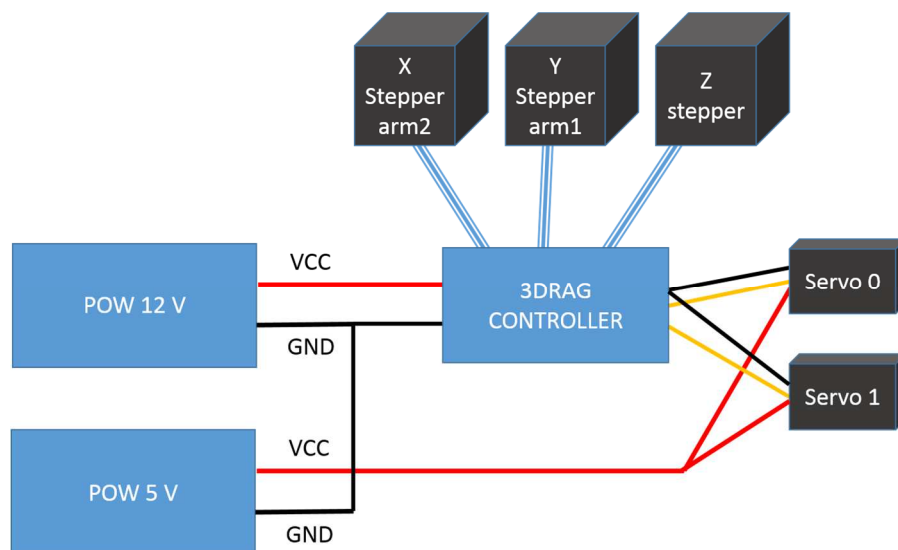 X
Stepper
arm2
Y
Stepper
arm1
Z
stepper
VCC
POW 12 V
GND
3DRAG
CONTROLLER
Servo 0
Servo 1
VCC
POW 5 V
GND